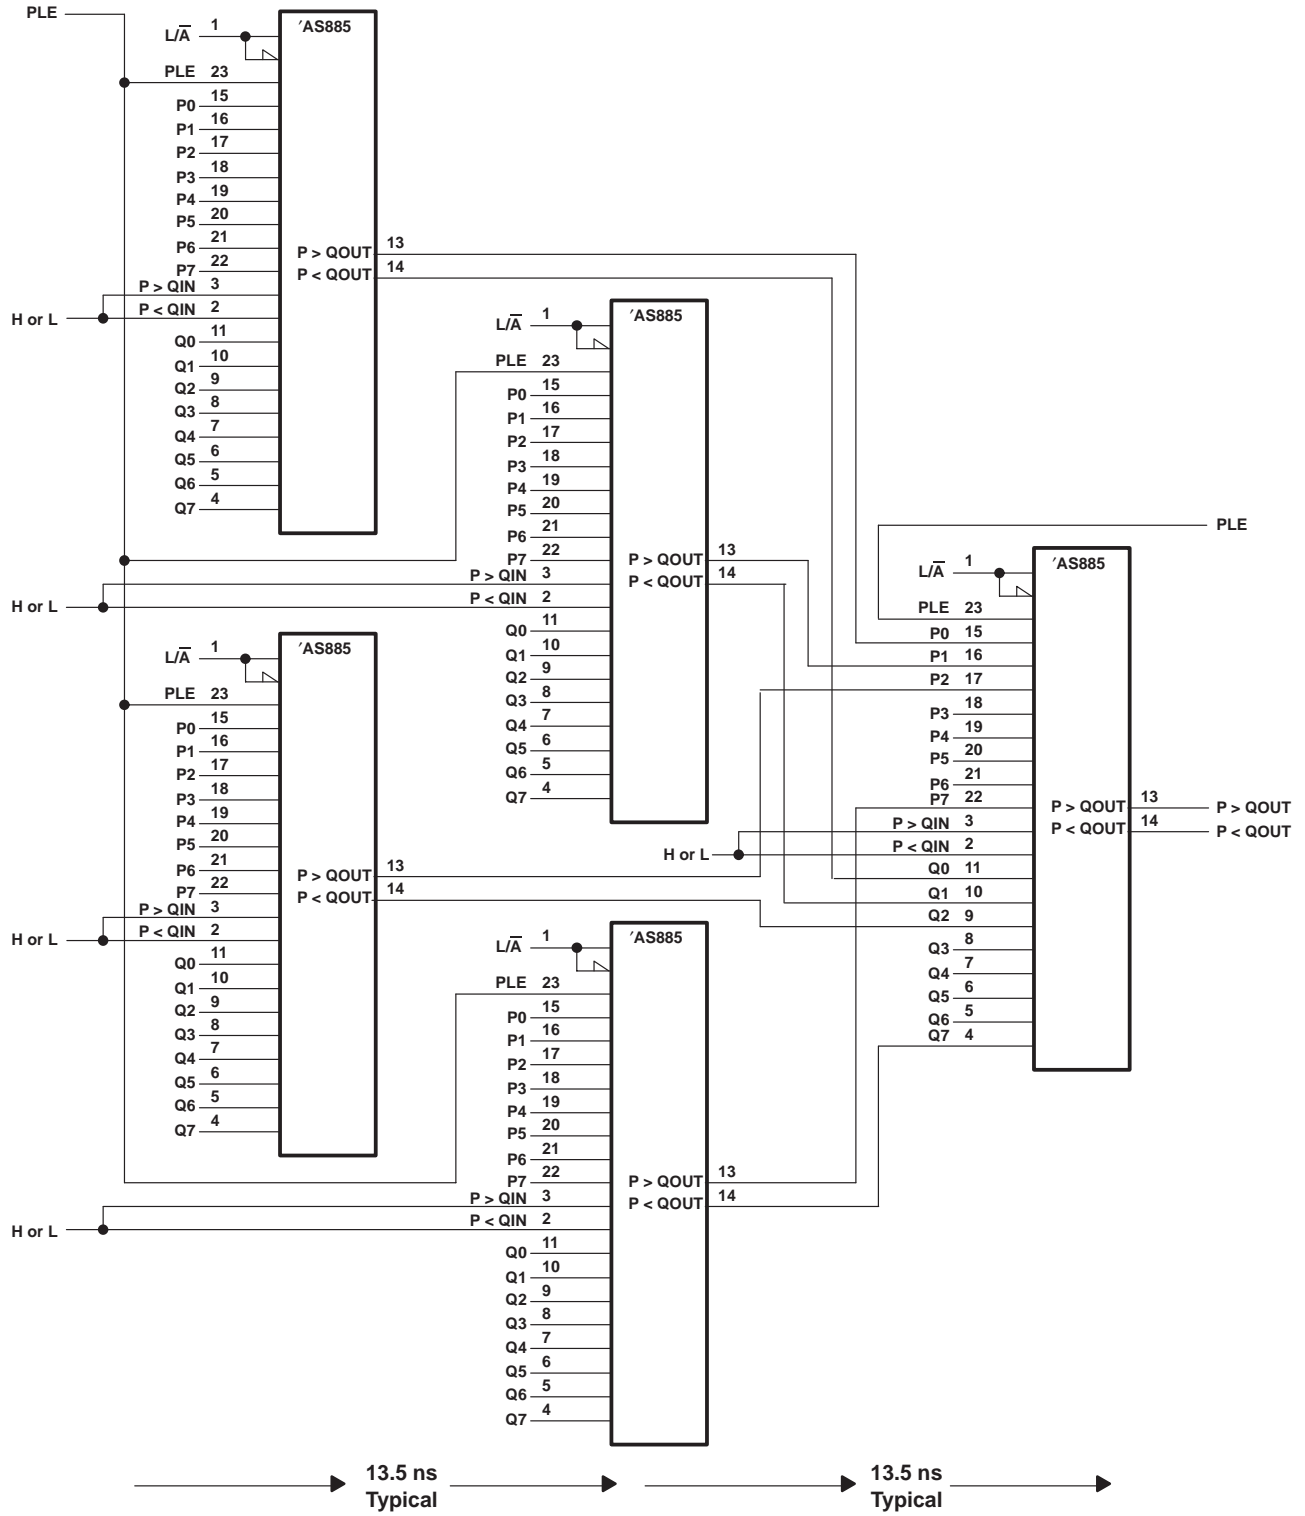 PLE
L/A̅ 1 ′AS885
PLE 23
P0 15
P1 16
P2 17
P3 18
P4 19
P5 20
P6 21
P7 22
P > QIN 3
P < QIN 2
H or L
Q0 11
Q1 10
Q2 9
Q3 8
Q4 7
Q5 6
Q6 5
Q7 4
P > QOUT 13
P < QOUT 14
L/A̅ 1 ′AS885
PLE 23
P0 15
P1 16
P2 17
P3 18
P4 19
P5 20
P6 21
P7 22
P > QIN 3
P < QIN 2
H or L
Q0 11
Q1 10
Q2 9
Q3 8
Q4 7
Q5 6
Q6 5
Q7 4
P > QOUT 13
P < QOUT 14
L/A̅ 1 ′AS885
PLE 23
P0 15
P1 16
P2 17
P3 18
P4 19
P5 20
P6 21
P7 22
P > QIN 3
P < QIN 2
H or L
Q0 11
Q1 10
Q2 9
Q3 8
Q4 7
Q5 6
Q6 5
Q7 4
P > QOUT 13
P < QOUT 14
L/A̅ 1 ′AS885
PLE 23
P0 15
P1 16
P2 17
P3 18
P4 19
P5 20
P6 21
P7 22
P > QIN 3
P < QIN 2
H or L
Q0 11
Q1 10
Q2 9
Q3 8
Q4 7
Q5 6
Q6 5
Q7 4
P > QOUT 13
P < QOUT 14
PLE
L/A̅ 1 ′AS885
PLE 23
P0 15
P1 16
P2 17
P3 18
P4 19
P5 20
P6 21
P7 22
P > QIN 3
P < QIN 2
H or L
Q0 11
Q1 10
Q2 9
Q3 8
Q4 7
Q5 6
Q6 5
Q7 4
P > QOUT 13 P > QOUT
P < QOUT 14 P < QOUT
13.5 ns
Typical
13.5 ns
Typical